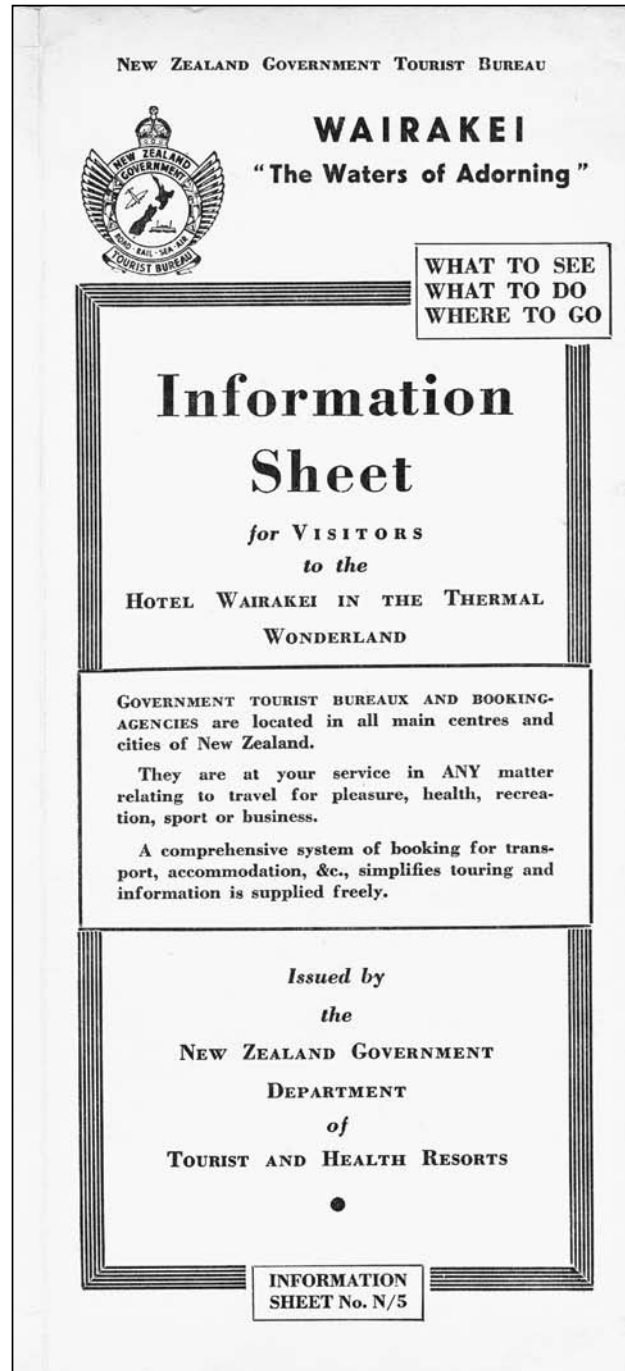 NEW ZEALAND GOVERNMENT TOURIST BUREAU
NEW ZEALAND
GOVERNMENT
ROAD - RAIL - SEA - AIR
TOURIST BUREAU
WAIRAKEI
"The Waters of Adorning"
WHAT TO SEE
WHAT TO DO
WHERE TO GO
Information
Sheet
for VISITORS
to the
HOTEL WAIRAKEI IN THE THERMAL
WONDERLAND
GOVERNMENT TOURIST BUREAUX AND BOOKING-
AGENCIES are located in all main centres and
cities of New Zealand.
They are at your service in ANY matter
relating to travel for pleasure, health, recrea-
tion, sport or business.
A comprehensive system of booking for trans-
port, accommodation, &c., simplifies touring and
information is supplied freely.
Issued by
the
NEW ZEALAND GOVERNMENT
DEPARTMENT
of
TOURIST AND HEALTH RESORTS
INFORMATION
SHEET No. N/5